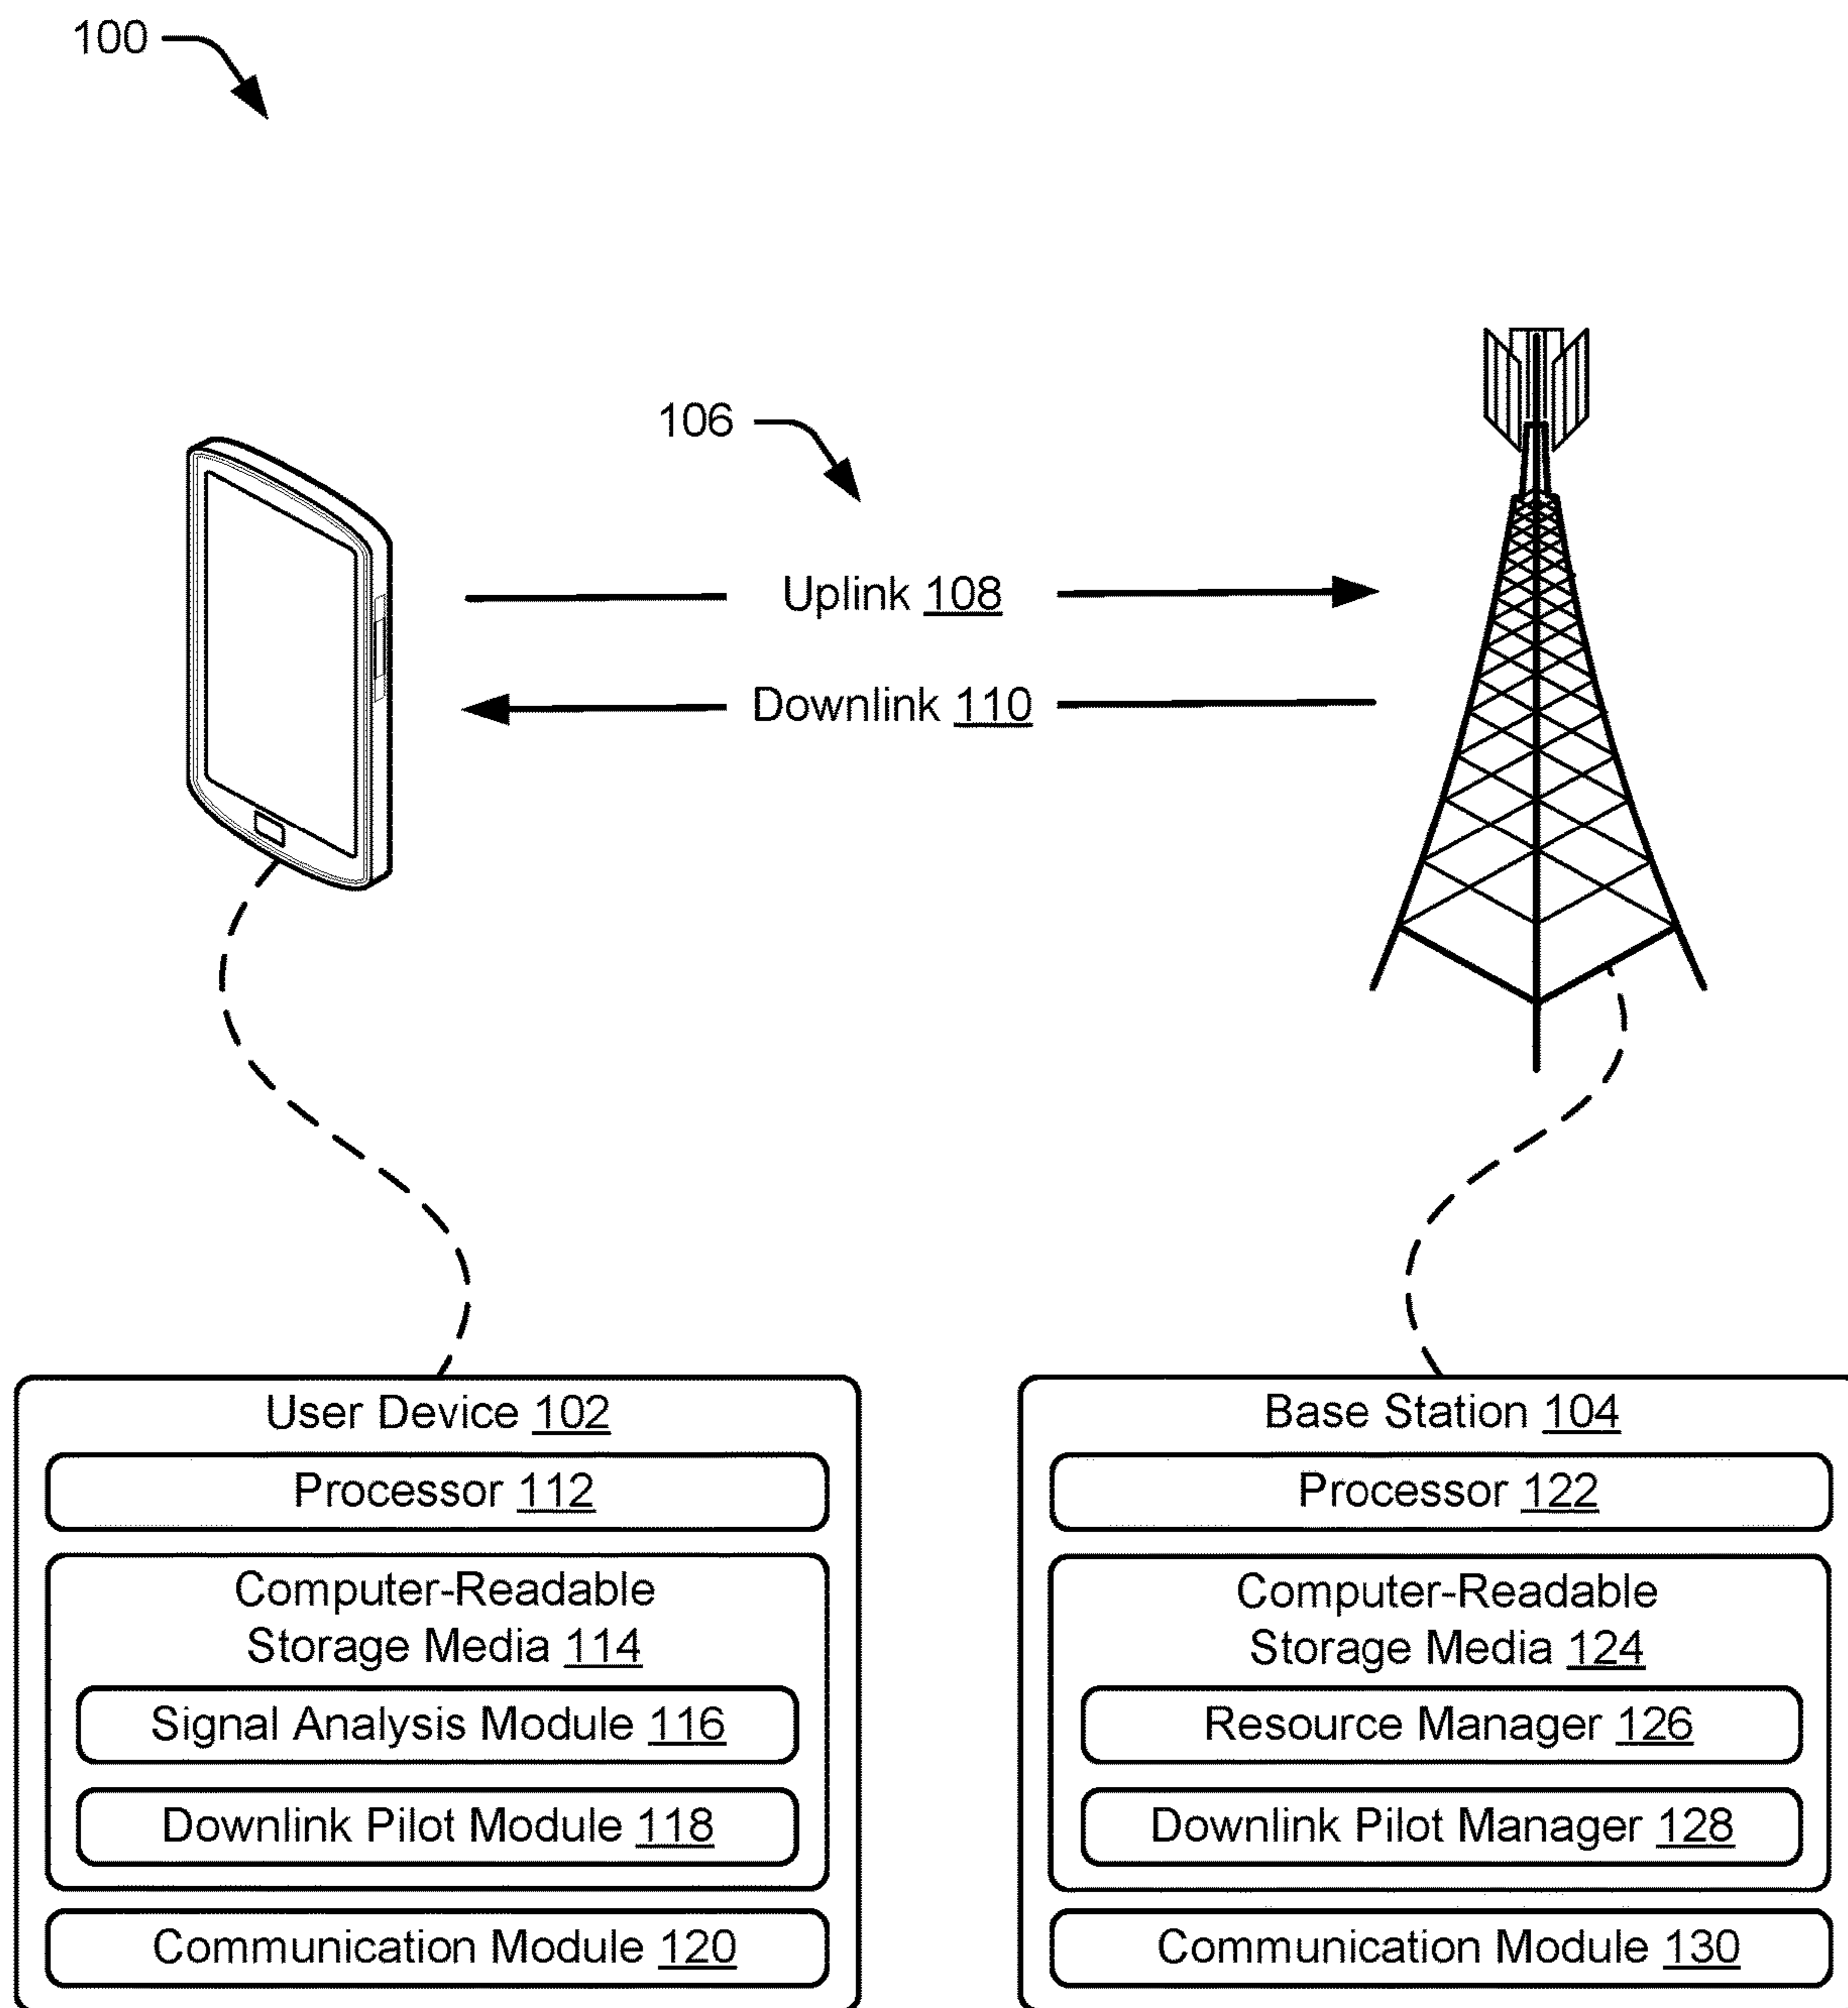 100
106
Uplink 108
Downlink 110
User Device 102
Processor 112
Computer-Readable
Storage Media 114
Signal Analysis Module 116
Downlink Pilot Module 118
Communication Module 120
Base Station 104
Processor 122
Computer-Readable
Storage Media 124
Resource Manager 126
Downlink Pilot Manager 128
Communication Module 130